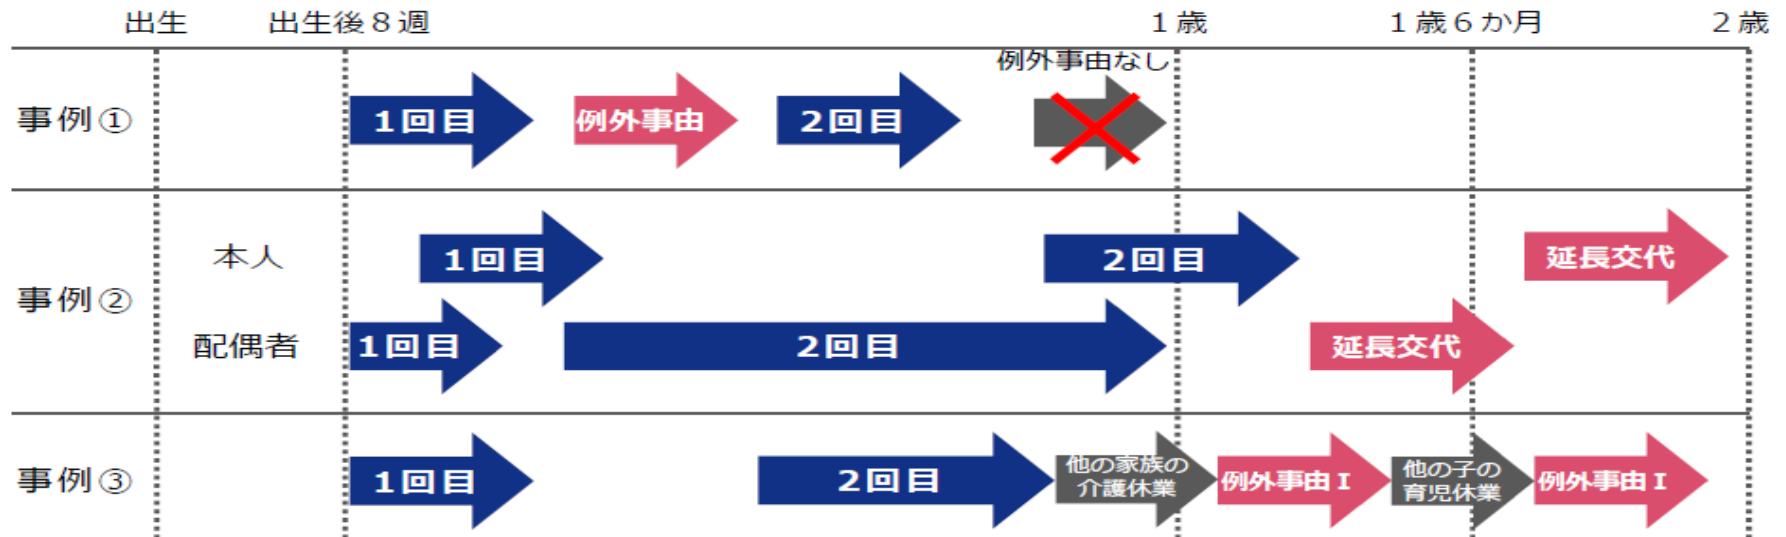 出生
出生後８週
１歳
１歳６か月
２歳
例外事由なし
事例①
1回目
例外事由
2回目
事例②
本人
1回目
2回目
延長交代
配偶者
1回目
2回目
延長交代
事例③
1回目
2回目
他の家族の
介護休業
例外事由Ⅰ
他の子の
育児休業
例外事由Ⅰ